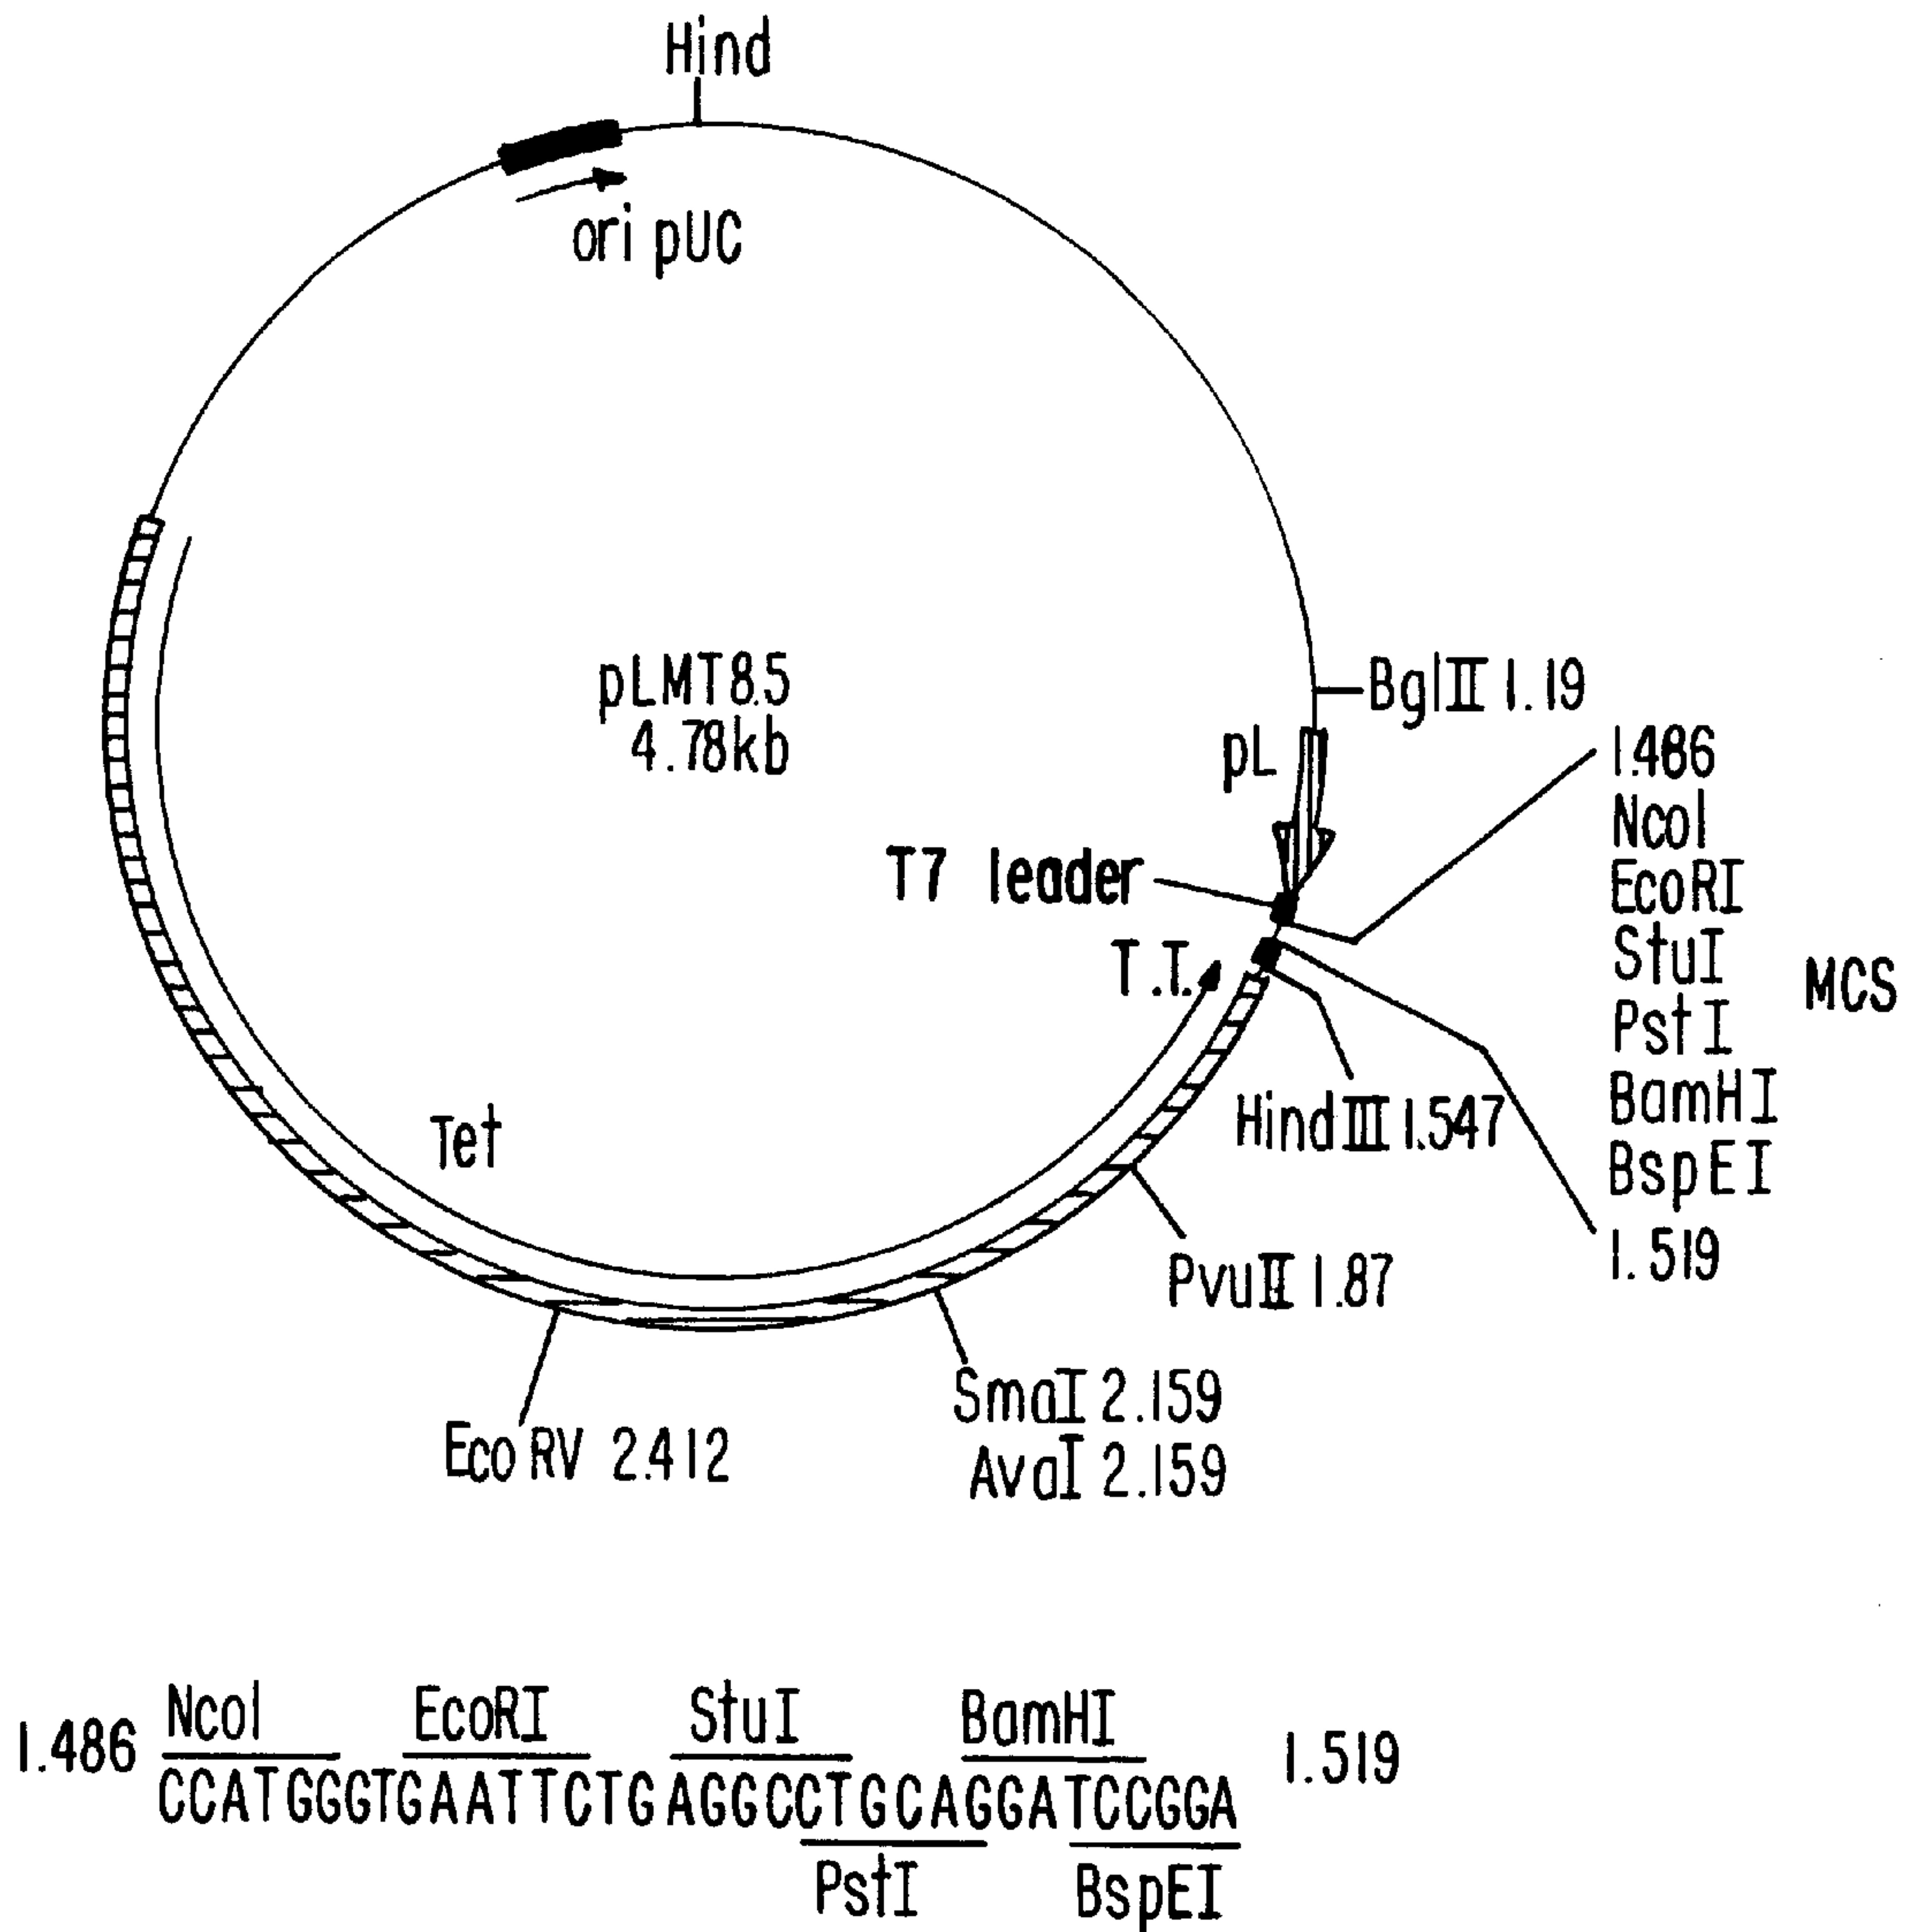 Hind
ori pUC
pLMT8.5
4.78kb
BglII 1.19
pL
1.486
NcoI
EcoRI
StuI
PstI
BamHI
BspEI
1.519
MCS
T7 leader
T.T.
HindIII 1.547
Tet
PvuII 1.87
SmaI 2.159
AvaI 2.159
Eco RV 2.412
NcoI EcoRI StuI BamHI
1.486 CCATGGGTGAATTCTGAGGCCTGCAGGATCCGGA 1.519
PstI BspEI